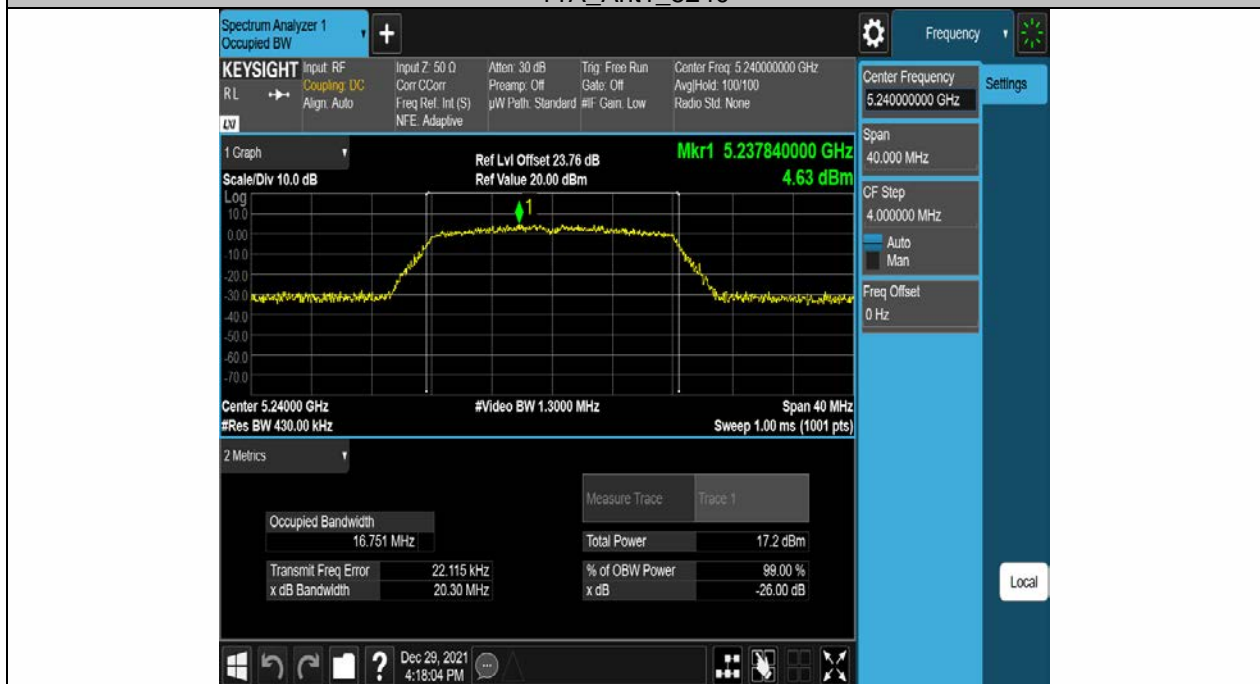 Spectrum Analyzer 1
Occupied BW
+
Frequency
KEYSIGHT
RL
LXI
Input: RF
Coupling: DC
Align: Auto
Input Z: 50 Ω
Corr CCorr
Freq Ref: Int (S)
NFE: Adaptive
Atten: 30 dB
Preamp: Off
µW Path: Standard
Trig: Free Run
Gate: Off
#IF Gain: Low
Center Freq: 5.240000000 GHz
Avg|Hold: 100/100
Radio Std: None
Center Frequency
5.240000000 GHz
Settings
Span
40.000 MHz
CF Step
4.000000 MHz
Auto
Man
Freq Offset
0 Hz
1 Graph
Scale/Div 10.0 dB
Ref Lvl Offset 23.76 dB
Ref Value 20.00 dBm
Mkr1 5.237840000 GHz
4.63 dBm
Log
10.0
0.00
-10.0
-20.0
-30.0
-40.0
-50.0
-60.0
-70.0
1
Center 5.24000 GHz
#Res BW 430.00 kHz
#Video BW 1.3000 MHz
Span 40 MHz
Sweep 1.00 ms (1001 pts)
2 Metrics
Measure Trace Trace 1
Occupied Bandwidth
16.751 MHz
Total Power 17.2 dBm
Transmit Freq Error 22.115 kHz
% of OBW Power 99.00 %
x dB Bandwidth 20.30 MHz
x dB -26.00 dB
Local
?
Dec 29, 2021
4:18:04 PM